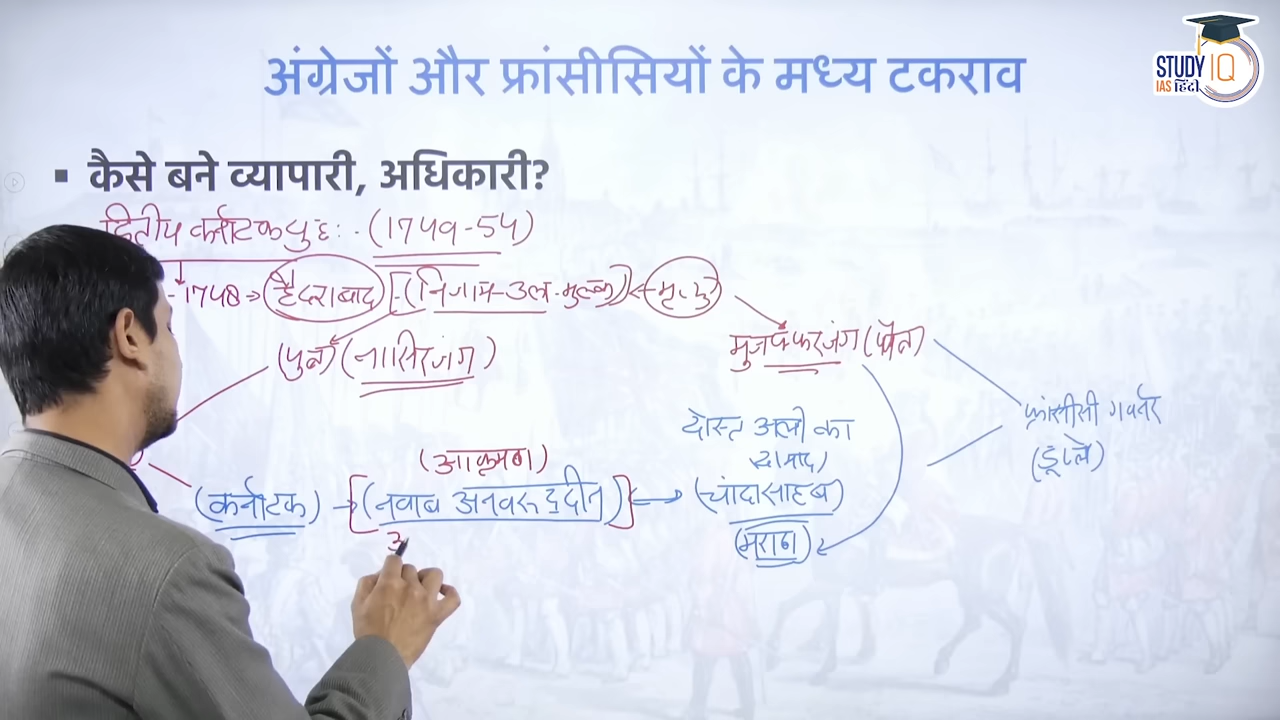 अंग्रेजों और फ्रांसीसियों के मध्य टकराव
STUDY IQ
IAS हिंदी
▪ कैसे बने व्यापारी, अधिकारी?
द्वितीय कर्नाटक युद्ध : - (1749-54)
- 1748 → हैदराबाद [- (निजाम-उल-मुल्क) ← मृत्यु
(पुत्र) (नासिरजंग)
मुजफ्फरजंग (पौत्र)
फ्रांसीसी गवर्नर
(डूप्ले)
दोस्त अली का
दामाद)
(आक्रमण)
(कर्नाटक) → [(नवाब अनवरुद्दीन)] ↔ (चांदासाहब)
(मराठा)